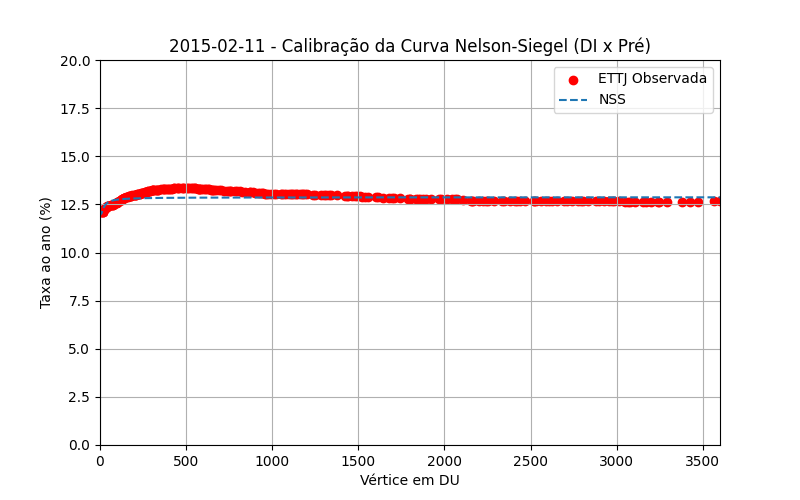 2015-02-11 - Calibração da Curva Nelson-Siegel (DI x Pré)
20.0
17.5
15.0
12.5
10.0
7.5
5.0
2.5
0.0
Taxa ao ano (%)
ETTJ Observada
NSS
0 500 1000 1500 2000 2500 3000 3500
Vértice em DU